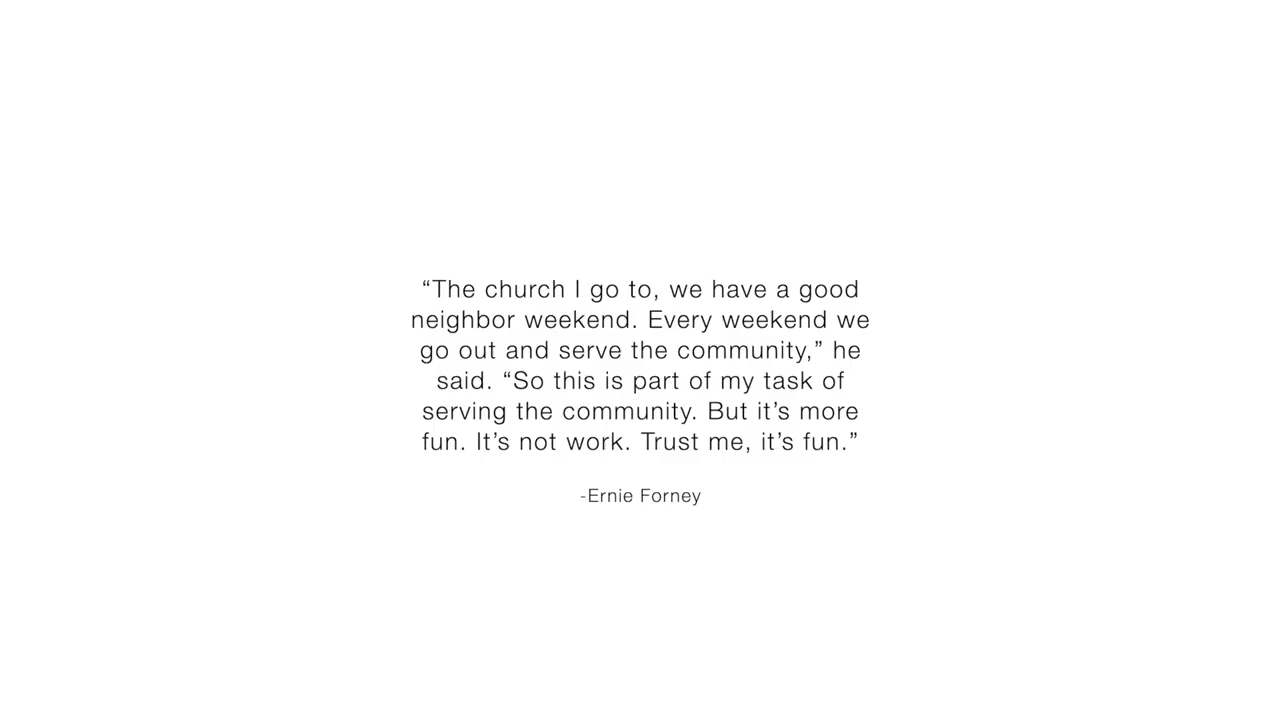 “The church I go to, we have a good
neighbor weekend. Every weekend we
go out and serve the community,” he
said. “So this is part of my task of
serving the community. But it’s more
fun. It’s not work. Trust me, it’s fun.”
-Ernie Forney